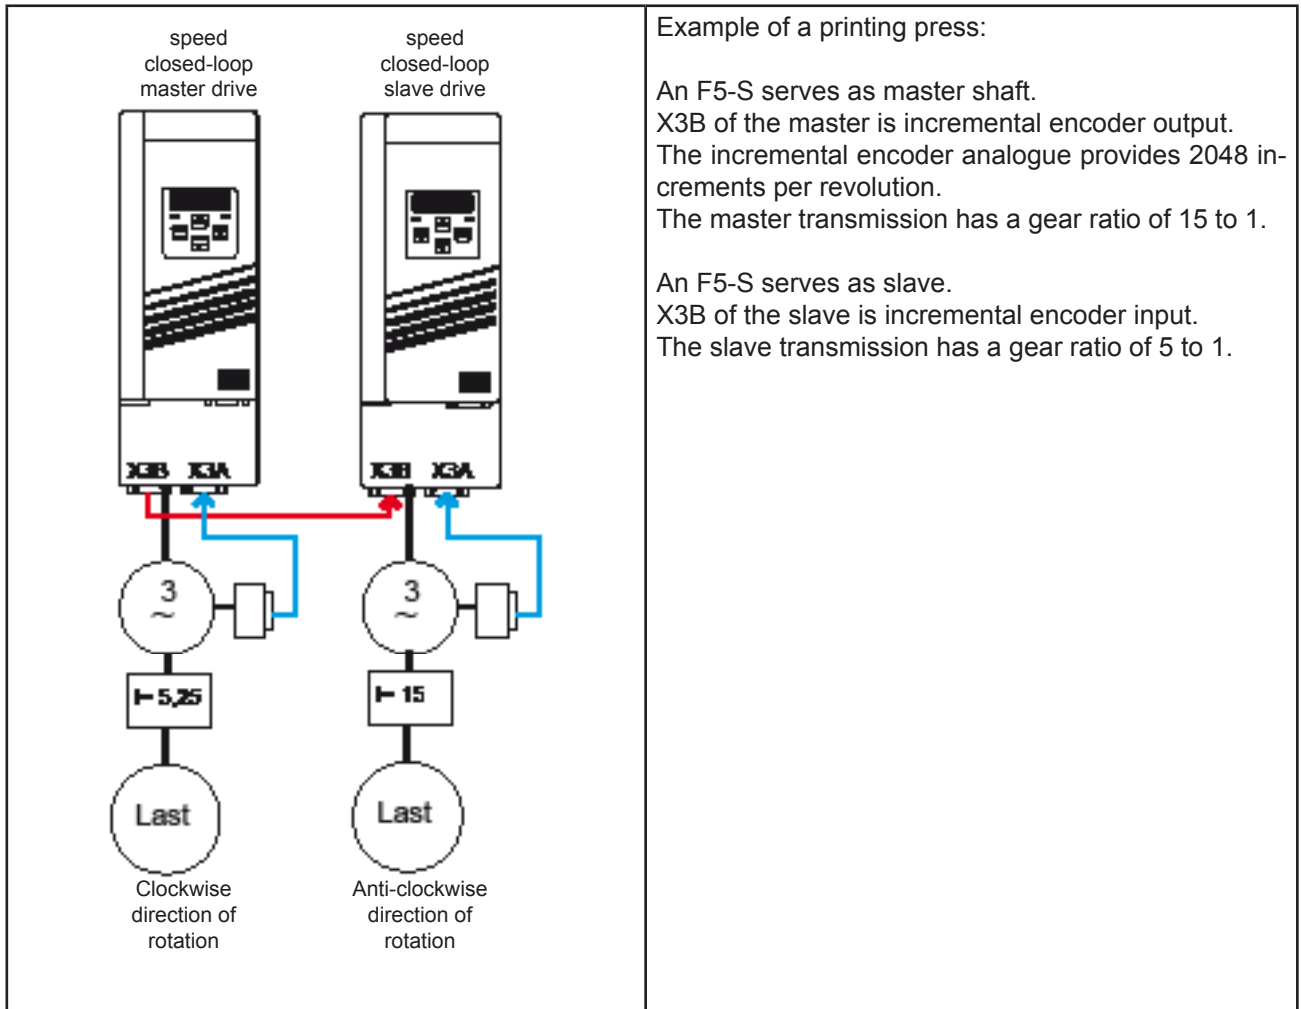 speed
closed-loop
master drive
speed
closed-loop
slave drive
X3B X3A
X3B X3A
3
~
3
~
5,25
15
Last
Last
Clockwise
direction of
rotation
Anti-clockwise
direction of
rotation
Example of a printing press:
An F5-S serves as master shaft.
X3B of the master is incremental encoder output.
The incremental encoder analogue provides 2048 in-
crements per revolution.
The master transmission has a gear ratio of 15 to 1.
An F5-S serves as slave.
X3B of the slave is incremental encoder input.
The slave transmission has a gear ratio of 5 to 1.